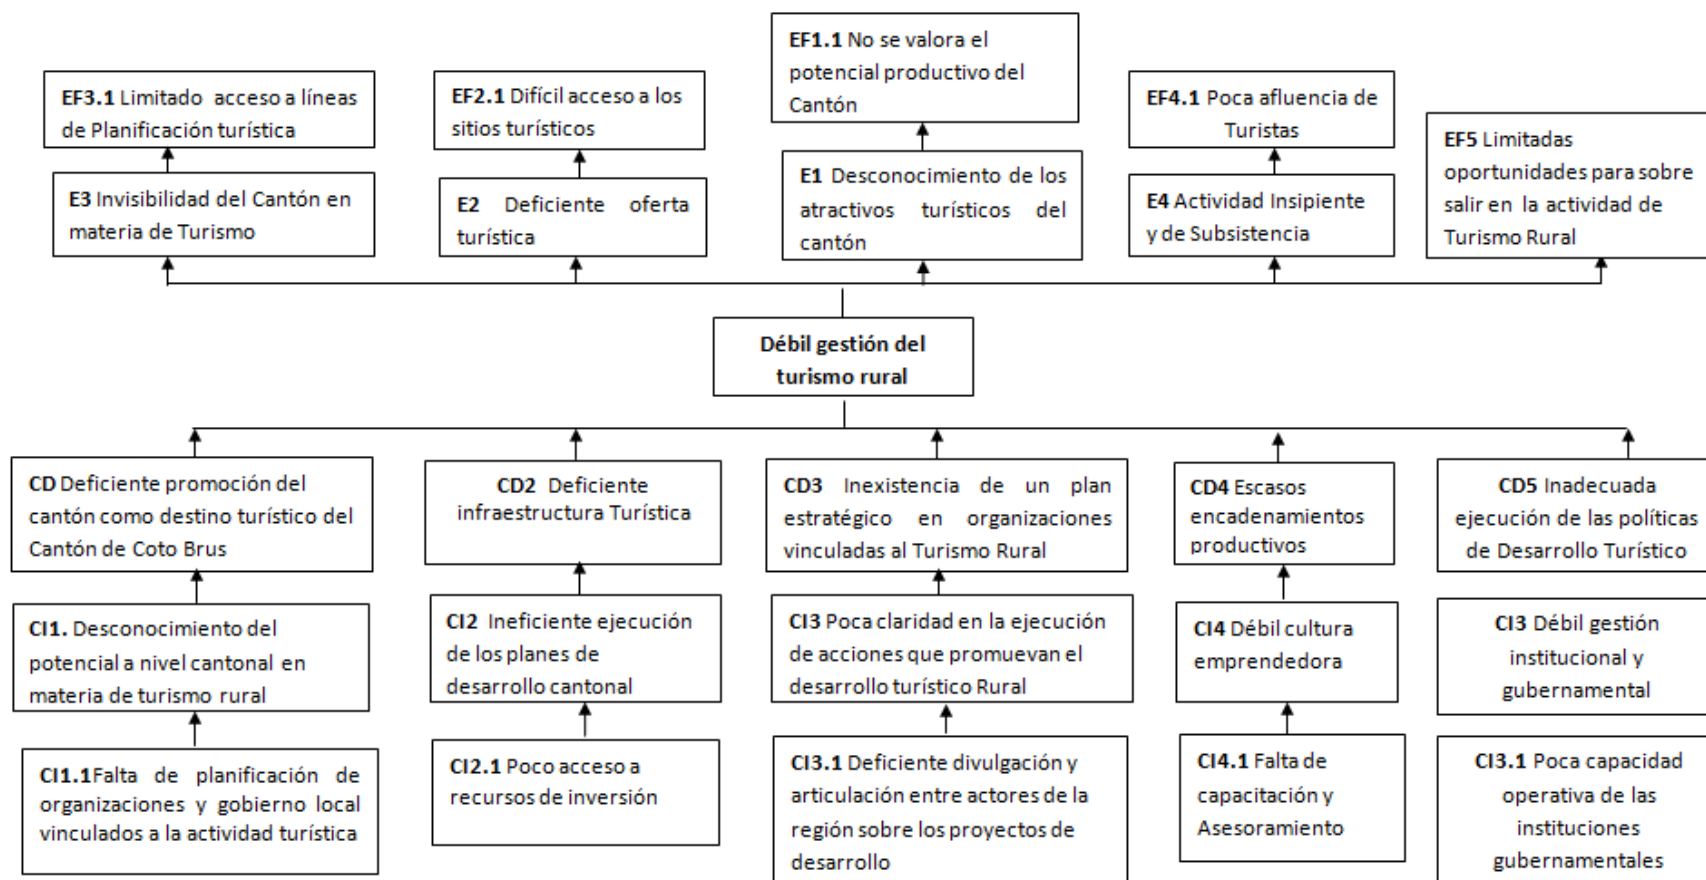 EF3.1 Limitado acceso a líneas
de Planificación turística
EF2.1 Difícil acceso a los
sitios turísticos
EF1.1 No se valora el
potencial productivo del
Cantón
EF4.1 Poca afluencia de
Turistas
EF5 Limitadas
oportunidades para sobre
salir en la actividad de
Turismo Rural
E3 Invisibilidad del Cantón en
materia de Turismo
E2 Deficiente oferta
turística
E1 Desconocimiento de los
atractivos turísticos del
cantón
E4 Actividad Insipiente
y de Subsistencia
Débil gestión del
turismo rural
CD Deficiente promoción del
cantón como destino turístico del
Cantón de Coto Brus
CD2 Deficiente
infraestructura Turística
CD3 Inexistencia de un plan
estratégico en organizaciones
vinculadas al Turismo Rural
CD4 Escasos
encadenamientos
productivos
CD5 Inadecuada
ejecución de las políticas
de Desarrollo Turístico
CI1. Desconocimiento del
potencial a nivel cantonal en
materia de turismo rural
CI2 Ineficiente ejecución
de los planes de
desarrollo cantonal
CI3 Poca claridad en la ejecución
de acciones que promuevan el
desarrollo turístico Rural
CI4 Débil cultura
emprendedora
CI3 Débil gestión
institucional y
gubernamental
CI1.1Falta de planificación de
organizaciones y gobierno local
vinculados a la actividad turística
CI2.1 Poco acceso a
recursos de inversión
CI3.1 Deficiente divulgación y
articulación entre actores de la
región sobre los proyectos de
desarrollo
CI4.1 Falta de
capacitación y
Asesoramiento
CI3.1 Poca capacidad
operativa de las
instituciones
gubernamentales